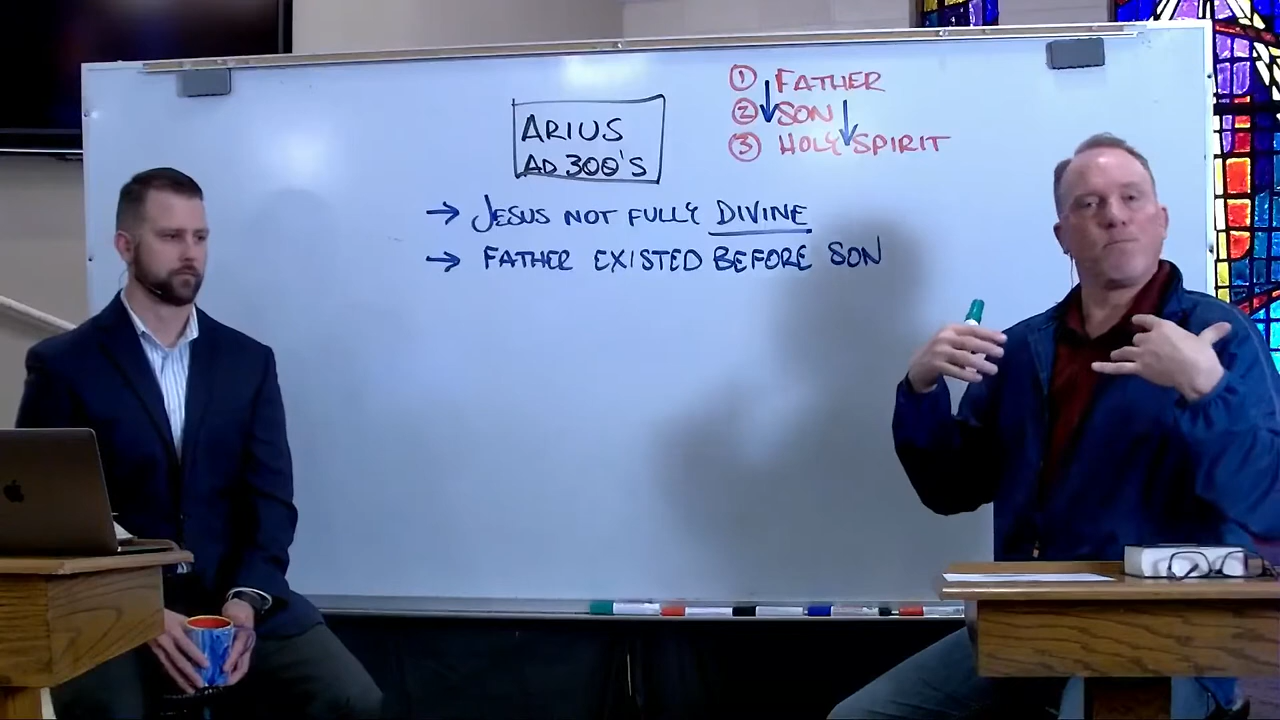 ① FATHER
② SON
③ HOLY SPIRIT
ARIUS
AD 300'S
→ JESUS NOT FULLY DIVINE
→ FATHER EXISTED BEFORE SON